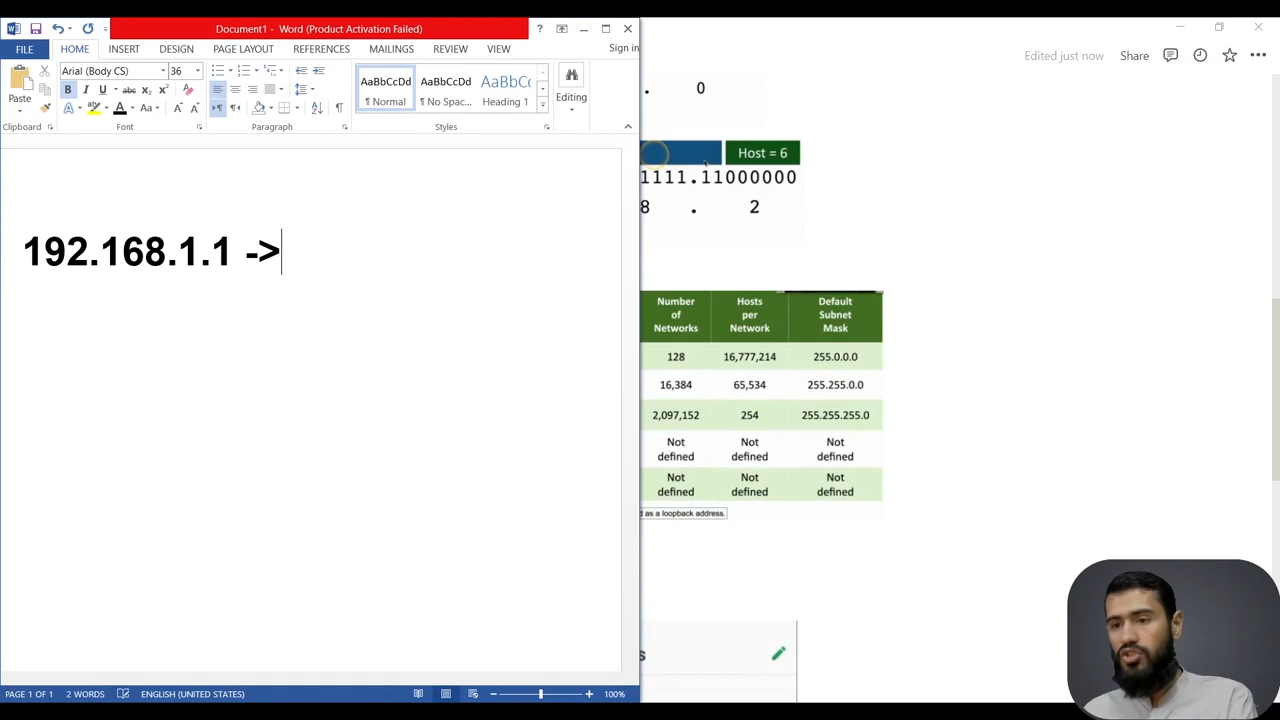 Document1 - Word (Product Activation Failed)
?
FILE
HOME
INSERT
DESIGN
PAGE LAYOUT
REFERENCES
MAILINGS
REVIEW
VIEW
Sign in
Paste
Arial (Body CS)
36
B I U abc x₂ x²
A A Aa A A
AaBbCcDd
AaBbCcDd
AaBbCc
¶ Normal
¶ No Spac...
Heading 1
Editing
Clipboard
Font
Paragraph
Styles
192.168.1.1 ->
PAGE 1 OF 1
2 WORDS
ENGLISH (UNITED STATES)
100%
Edited just now
Share
. 0
Host = 6
1111.11000000
8 . 2
Number of Networks
Hosts per Network
Default Subnet Mask
128 16,777,214 255.0.0.0
16,384 65,534 255.255.0.0
2,097,152 254 255.255.255.0
Not defined Not defined Not defined
Not defined Not defined Not defined
d as a loopback address.
s